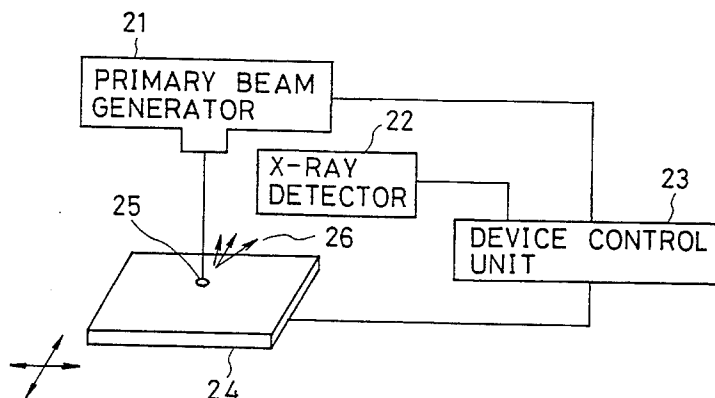 21
PRIMARY BEAM
GENERATOR
22
X-RAY
DETECTOR
23
DEVICE CONTROL
UNIT
25
26
24